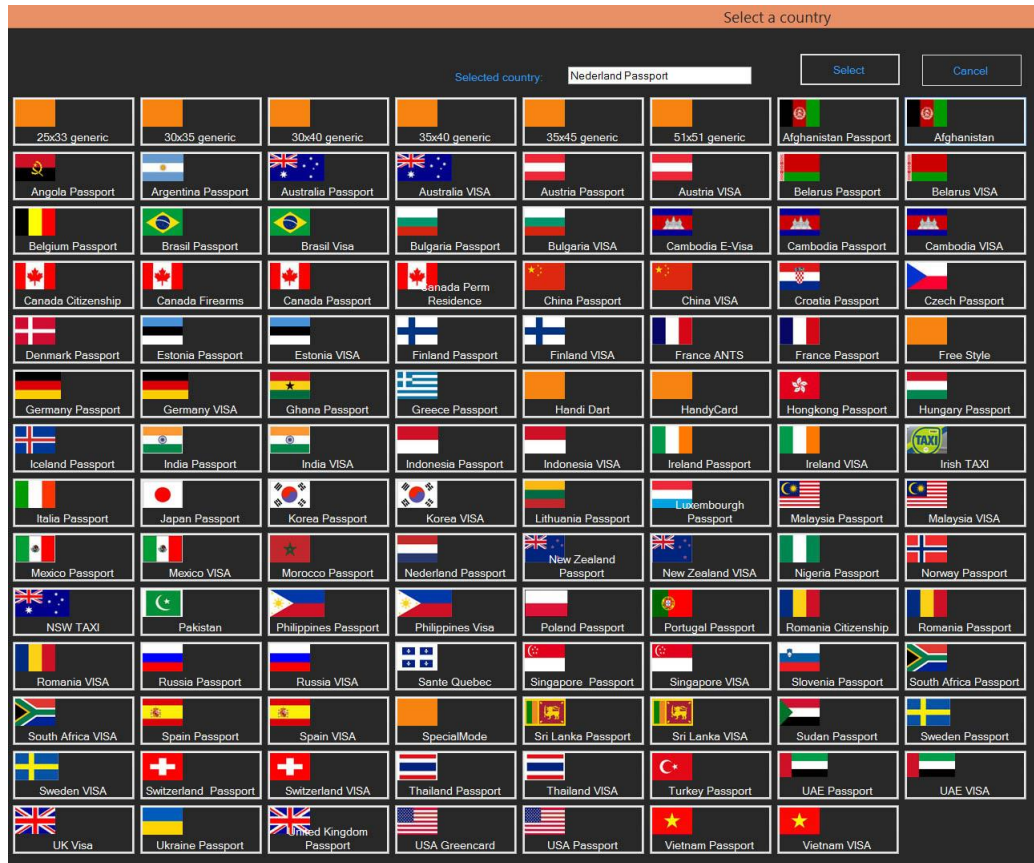 Select a country
Selected country: Nederland Passport Select Cancel
25x33 generic 30x35 generic 30x40 generic 35x40 generic 35x45 generic 51x51 generic Afghanistan Passport Afghanistan
Angola Passport Argentina Passport Australia Passport Australia VISA Austria Passport Austria VISA Belarus Passport Belarus VISA
Belgium Passport Brasil Passport Brasil Visa Bulgaria Passport Bulgaria VISA Cambodia E-Visa Cambodia Passport Cambodia VISA
Canada Citizenship Canada Firearms Canada Passport Canada Perm Residence China Passport China VISA Croatia Passport Czech Passport
Denmark Passport Estonia Passport Estonia VISA Finland Passport Finland VISA France ANTS France Passport Free Style
Germany Passport Germany VISA Ghana Passport Greece Passport Handi Dart HandyCard Hongkong Passport Hungary Passport
TAXI
Iceland Passport India Passport India VISA Indonesia Passport Indonesia VISA Ireland Passport Ireland VISA Irish TAXI
Italia Passport Japan Passport Korea Passport Korea VISA Lithuania Passport Luxembourgh Passport Malaysia Passport Malaysia VISA
Mexico Passport Mexico VISA Morocco Passport Nederland Passport New Zealand Passport New Zealand VISA Nigeria Passport Norway Passport
NSW TAXI Pakistan Philippines Passport Philippines Visa Poland Passport Portugal Passport Romania Citizenship Romania Passport
Romania VISA Russia Passport Russia VISA Sante Quebec Singapore Passport Singapore VISA Slovenia Passport South Africa Passport
South Africa VISA Spain Passport Spain VISA SpecialMode Sri Lanka Passport Sri Lanka VISA Sudan Passport Sweden Passport
Sweden VISA Switzerland Passport Switzerland VISA Thailand Passport Thailand VISA Turkey Passport UAE Passport UAE VISA
UK Visa Ukraine Passport United Kingdom Passport USA Greencard USA Passport Vietnam Passport Vietnam VISA